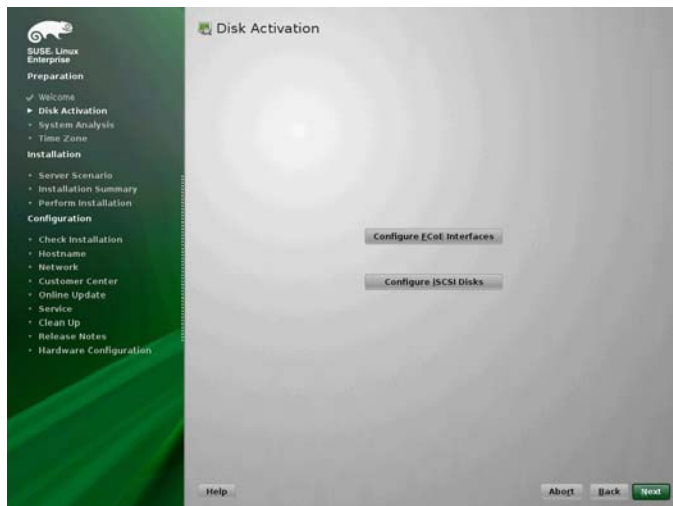 SUSE. Linux
Enterprise
Preparation
Welcome
Disk Activation
System Analysis
Time Zone
Installation
Server Scenario
Installation Summary
Perform Installation
Configuration
Check Installation
Hostname
Network
Customer Center
Online Update
Service
Clean Up
Release Notes
Hardware Configuration
Disk Activation
Configure FCoE Interfaces
Configure iSCSI Disks
Help
Abort
Back
Next